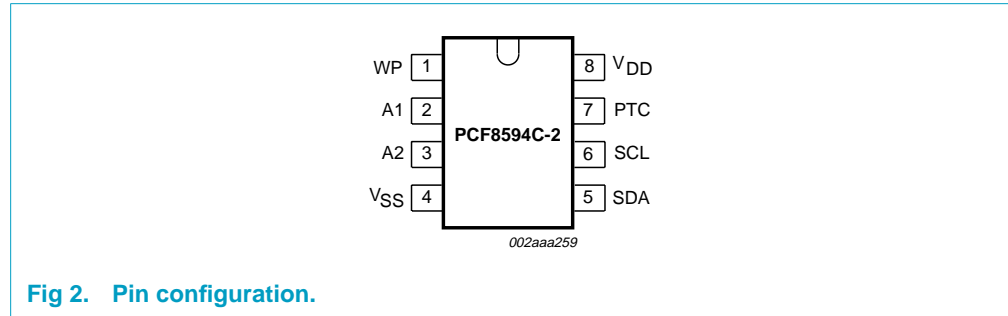 WP 1 8 VDD
A1 2 7 PTC
PCF8594C-2
A2 3 6 SCL
VSS 4 5 SDA
002aaa259
Fig 2. Pin configuration.